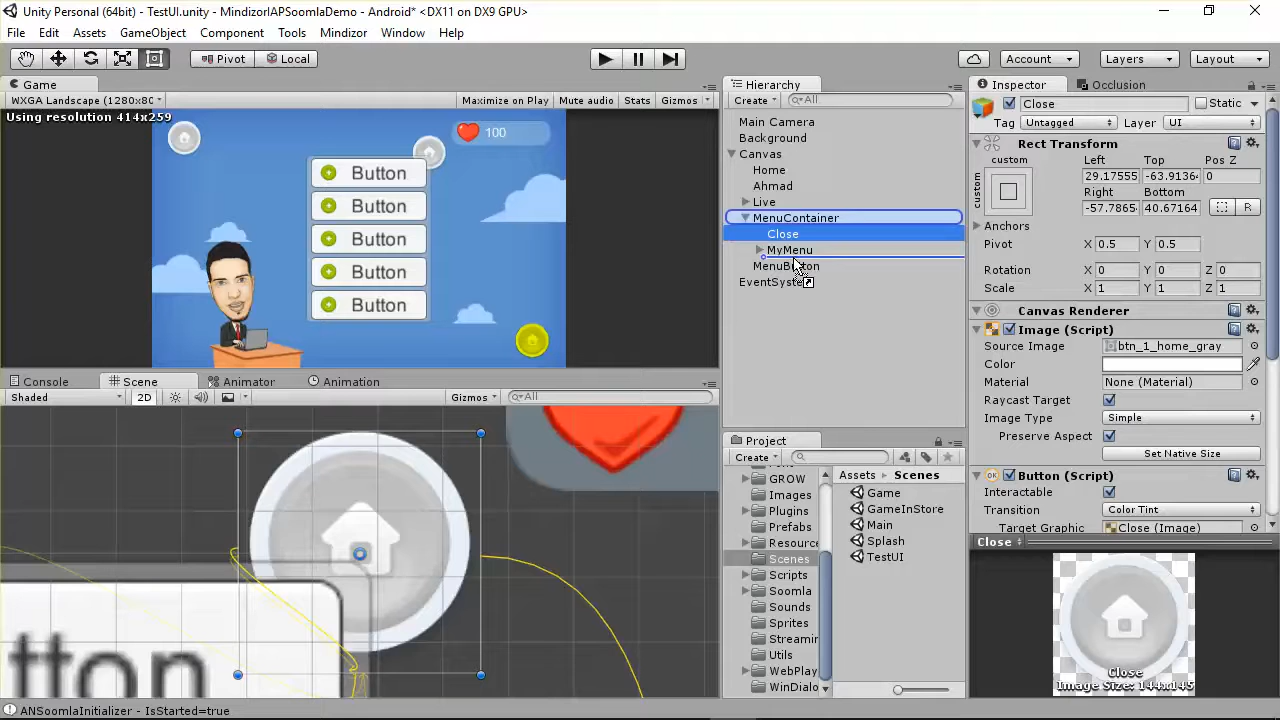 Unity Personal (64bit) - TestUI.unity - MindizorIAPSoomlaDemo - Android* <DX11 on DX9 GPU>
File Edit Assets GameObject Component Tools Mindizor Window Help
Pivot Local Account Layers Layout
Game
WXGA Landscape (1280x80 Maximize on Play Mute audio Stats Gizmos
Using resolution 414x259
100
Button
Button
Button
Button
Button
Console Scene Animator Animation
Shaded 2D Gizmos All
tton
Hierarchy
Create All
Main Camera
Background
Canvas
Home
Ahmad
Live
MenuContainer
Close
MyMenu
MenuButton
EventSyste
Project
Create
GROW
Images
Plugins
Prefabs
Resource
Scenes
Scripts
Soomla
Sounds
Sprites
Streamin
Utils
WebPlay
WinDialo
Assets Scenes
Game
GameInStore
Main
Splash
TestUI
Inspector Occlusion
Close Static
Tag Untagged Layer UI
Rect Transform
custom Left Top Pos Z
custom 29.17555 -63.9136 0
Right Bottom
-57.7865 40.67164 R
Anchors
Pivot X 0.5 Y 0.5
Rotation X 0 Y 0 Z 0
Scale X 1 Y 1 Z 1
Canvas Renderer
Image (Script)
Source Image btn_1_home_gray
Color
Material None (Material)
Raycast Target
Image Type Simple
Preserve Aspect
Set Native Size
OK Button (Script)
Interactable
Transition Color Tint
Target Graphic Close (Image)
Close
Close
Image Size: 144x145
ANSoomlaInitializer - IsStarted=true